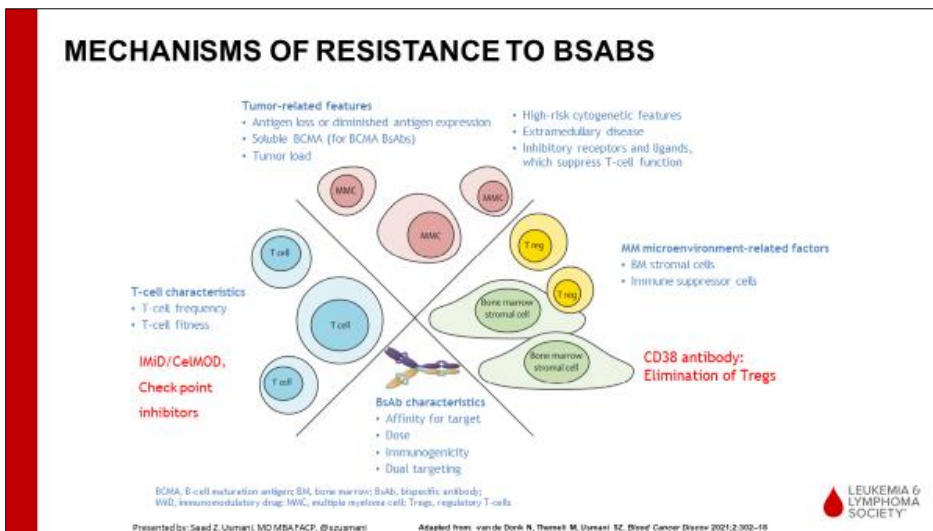 MECHANISMS OF RESISTANCE TO BSABS
Tumor-related features
• Antigen loss or diminished antigen expression
• Soluble BCMA (for BCMA BsAbs)
• Tumor load
• High-risk cytogenetic features
• Extramedullary disease
• Inhibitory receptors and ligands,
which suppress T-cell function
MMC
MMC
MMC
T cell
T reg
MM microenvironment-related factors
• BM stromal cells
• Immune suppressor cells
T-cell characteristics
• T-cell frequency
• T-cell fitness
T cell
T reg
Bone marrow
stromal cell
IMiD/CelMOD,
Check point
inhibitors
T cell
Bone marrow
stromal cell
CD38 antibody:
Elimination of Tregs
BsAb characteristics
• Affinity for target
• Dose
• Immunogenicity
• Dual targeting
BCMA, B-cell maturation antigen; BM, bone marrow; BsAb, bispecific antibody;
IMiD, immunomodulatory drug; MMC, multiple myeloma cell; Tregs, regulatory T-cells
LEUKEMIA &
LYMPHOMA
SOCIETY®
Presented by: Saad Z. Usmani, MD MBA FACP, @szusmani
Adapted from: van de Donk N, Themeli M, Usmani SZ. Blood Cancer Discov 2021;2:302–18